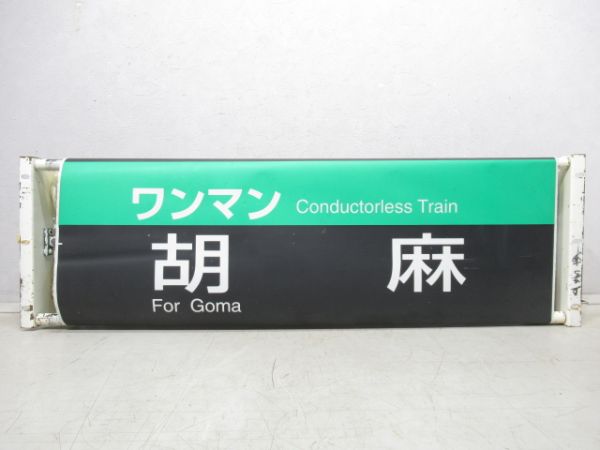 ワンマン Conductorless Train
胡麻
For Goma